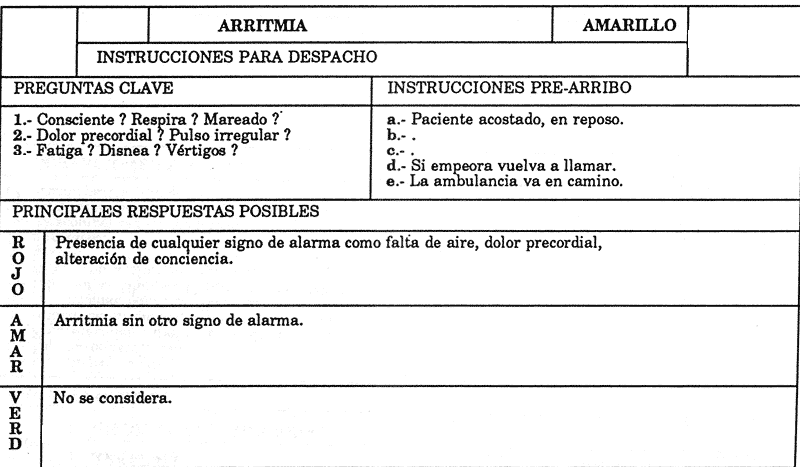 ARRITMIA
AMARILLO
INSTRUCCIONES PARA DESPACHO
PREGUNTAS CLAVE
1.- Consciente ? Respira ? Mareado ?
2.- Dolor precordial ? Pulso irregular ?
3.- Fatiga ? Disnea ? Vértigos ?
INSTRUCCIONES PRE-ARRIBO
a.- Paciente acostado, en reposo.
b.- .
c.- .
d.- Si empeora vuelva a llamar.
e.- La ambulancia va en camino.
PRINCIPALES RESPUESTAS POSIBLES
ROJO
Presencia de cualquier signo de alarma como falta de aire, dolor precordial,
alteración de conciencia.
AMAR
Arritmia sin otro signo de alarma.
VERD
No se considera.